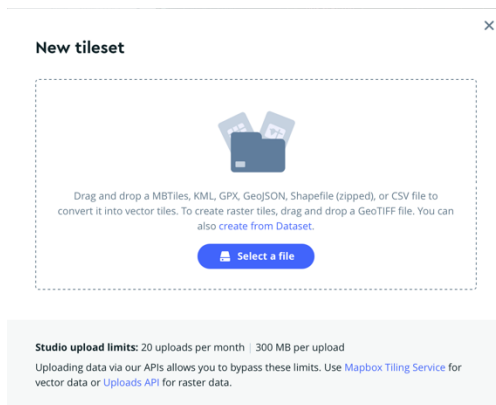 New tileset
Drag and drop a MBTiles, KML, GPX, GeoJSON, Shapefile (zipped), or CSV file to
convert it into vector tiles. To create raster tiles, drag and drop a GeoTIFF file. You can
also create from Dataset.
Select a file
Studio upload limits: 20 uploads per month | 300 MB per upload
Uploading data via our APIs allows you to bypass these limits. Use Mapbox Tiling Service for
vector data or Uploads API for raster data.